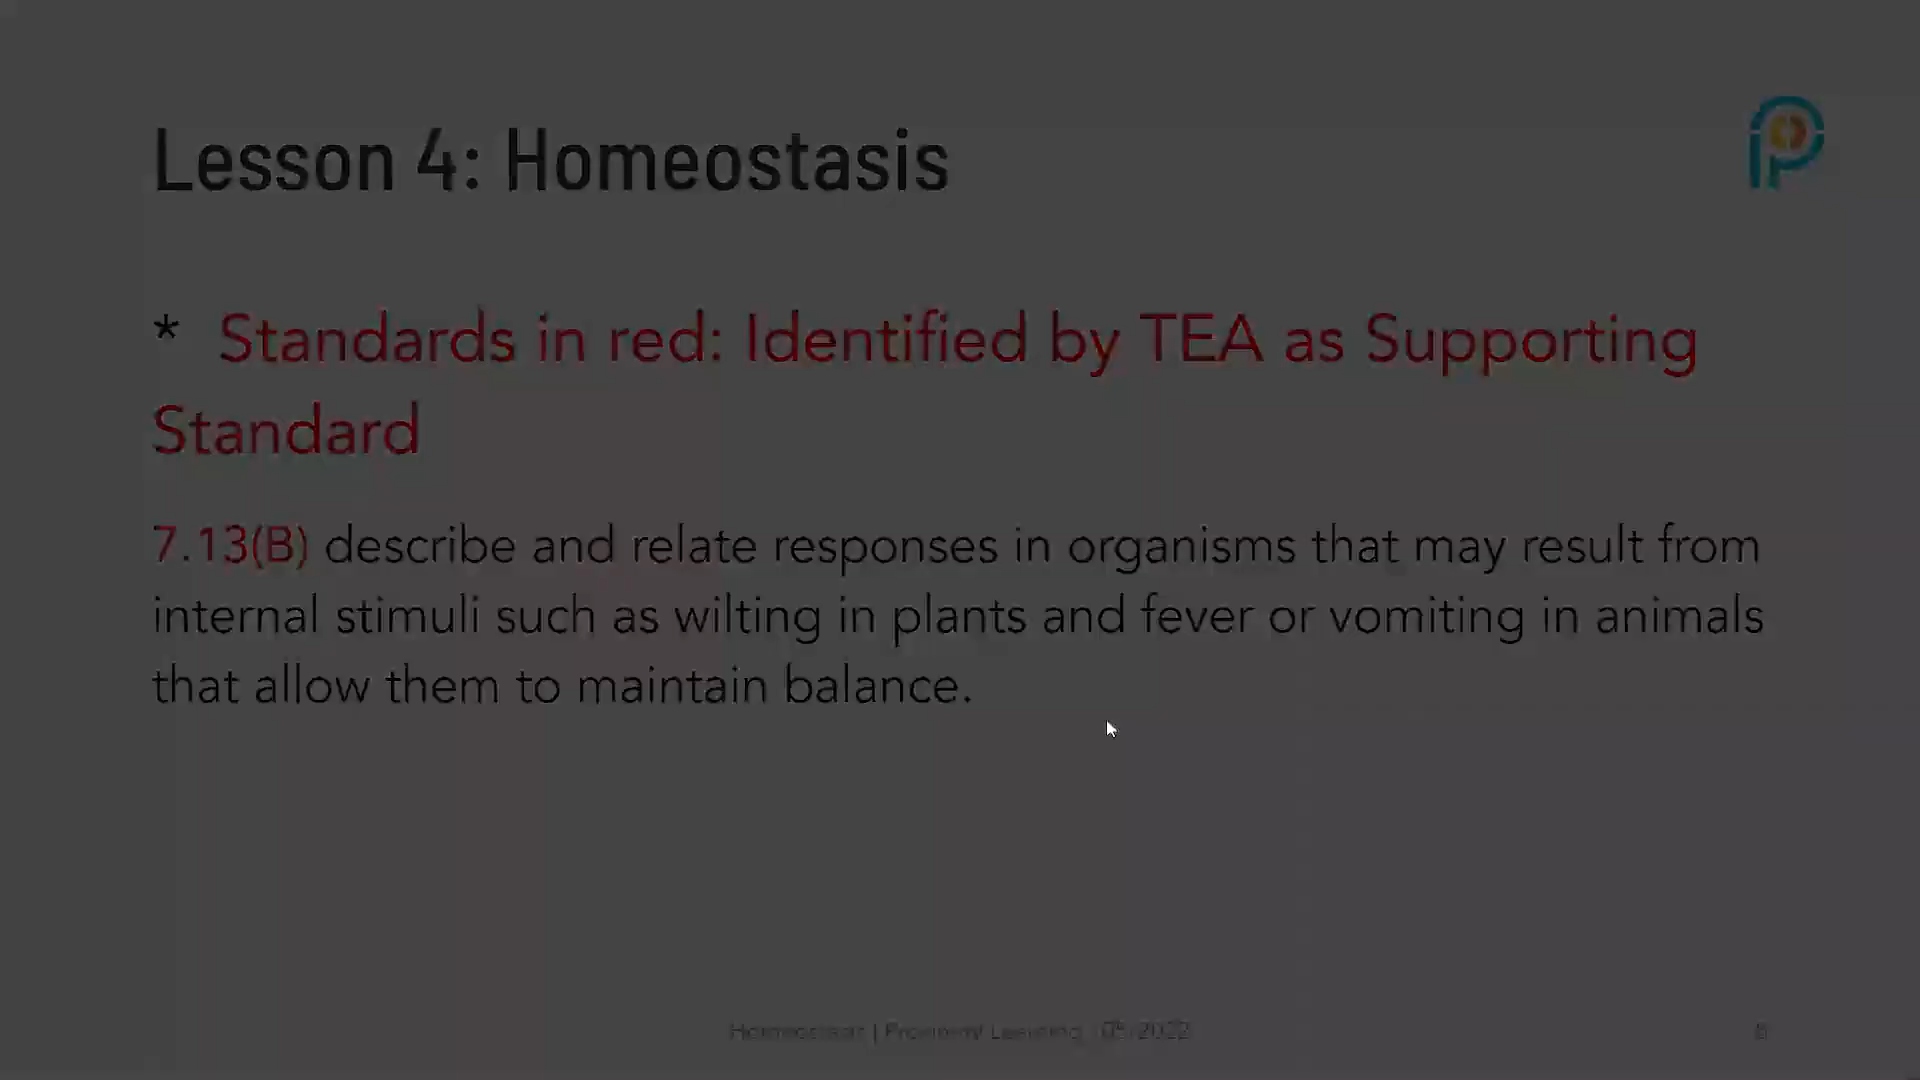 Lesson 4: Homeostasis
* Standards in red: Identified by TEA as Supporting
Standard
7.13(B) describe and relate responses in organisms that may result from
internal stimuli such as wilting in plants and fever or vomiting in animals
that allow them to maintain balance.
Homeostasis | Proximity Learning 05/2022